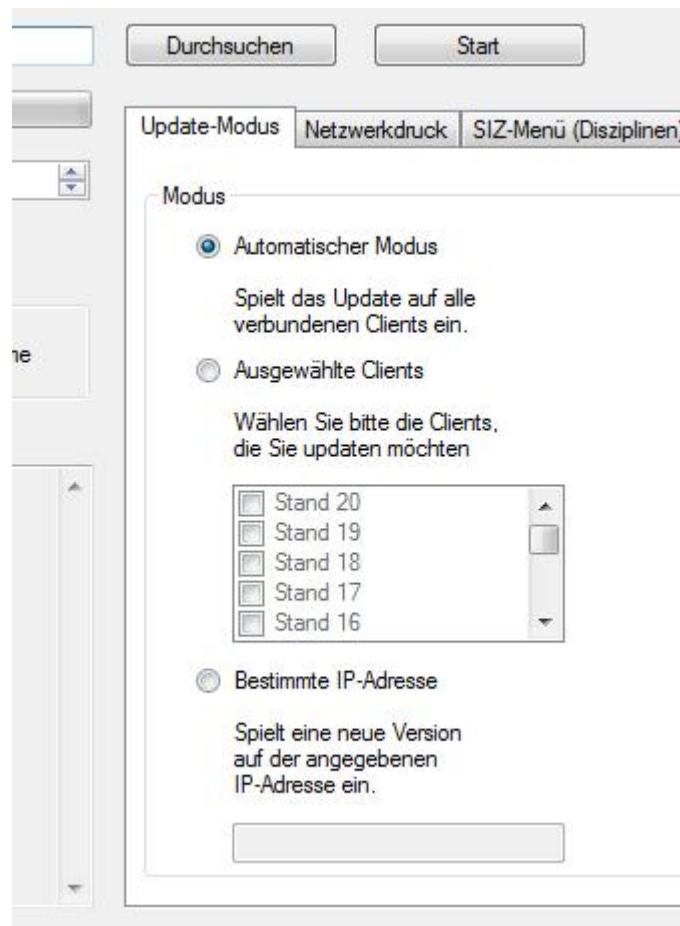 Durchsuchen Start
Update-Modus Netzwerkdruck SIZ-Menü (Disziplinen)
Modus
Automatischer Modus
Spielt das Update auf alle
verbundenen Clients ein.
Ausgewählte Clients
Wählen Sie bitte die Clients,
die Sie updaten möchten
Stand 20
Stand 19
Stand 18
Stand 17
Stand 16
Bestimmte IP-Adresse
Spielt eine neue Version
auf der angegebenen
IP-Adresse ein.